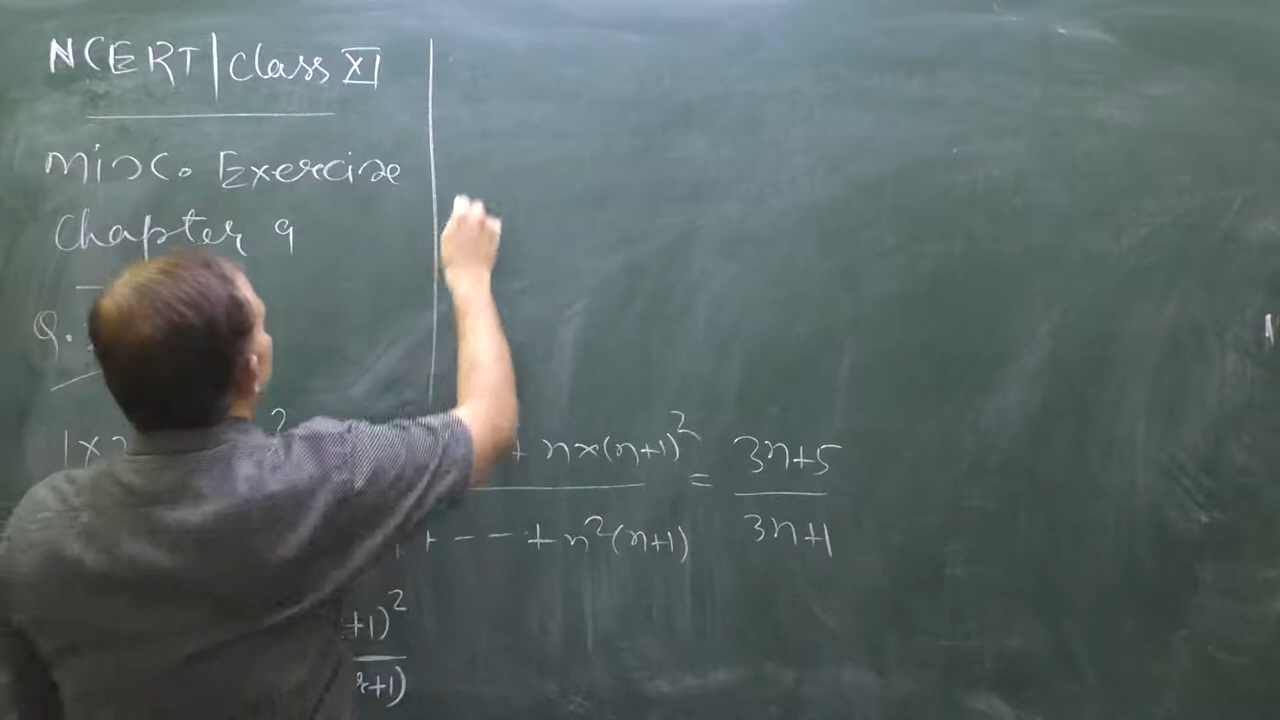 NCERT | Class XI
Misc. Exercise
Chapter 9
Q.
1×2 2 + n×(n+1)² = 3n+5
+ - - - + n²(n+1) 3n+1
+1)²
+1)